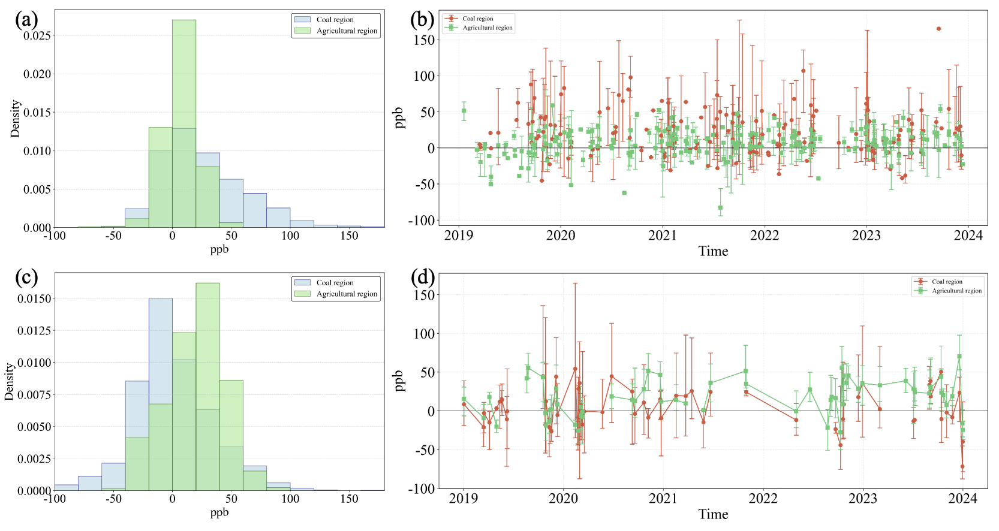 (a)
Coal region
Agricultural region
0.025
0.020
0.015
0.010
0.005
0.000
Density
-100
-50
0
50
100
150
ppb
(b)
Coal region
Agricultural region
150
100
50
0
-50
-100
ppb
2019
2020
2021
2022
2023
2024
Time
(c)
Coal region
Agricultural region
0.0150
0.0125
0.0100
0.0075
0.0050
0.0025
0.0000
Density
-100
-50
0
50
100
150
ppb
(d)
Coal region
Agricultural region
150
100
50
0
-50
-100
ppb
2019
2020
2021
2022
2023
2024
Time